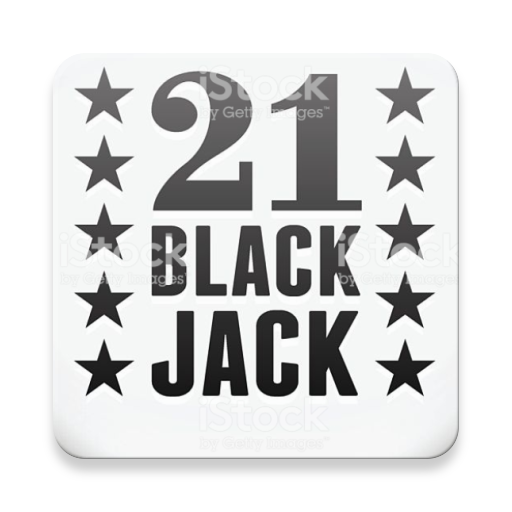 iStock
by Getty Images™
21
BLACK
iStock
by Getty Images™
iStock
by Getty Images™
JACK
iStock
by Getty Images™